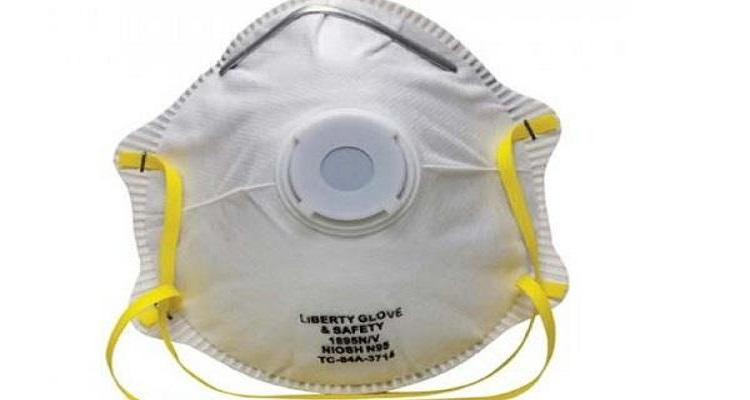 LIBERTY GLOVE
& SAFETY
1895N/V
NIOSH N95
TC-84A-3714